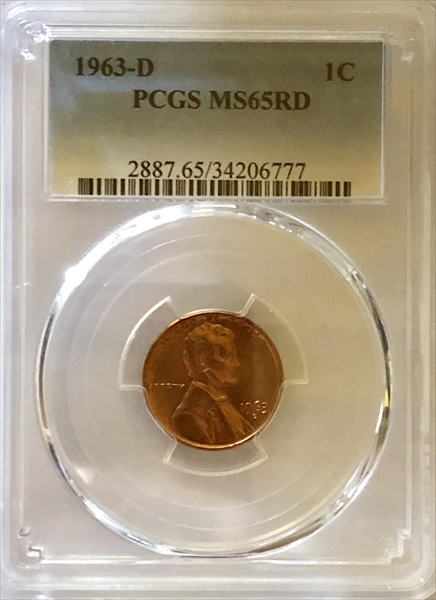 1963-D 1C
PCGS MS65RD
2887.65/34206777
LIBERTY
1963
D